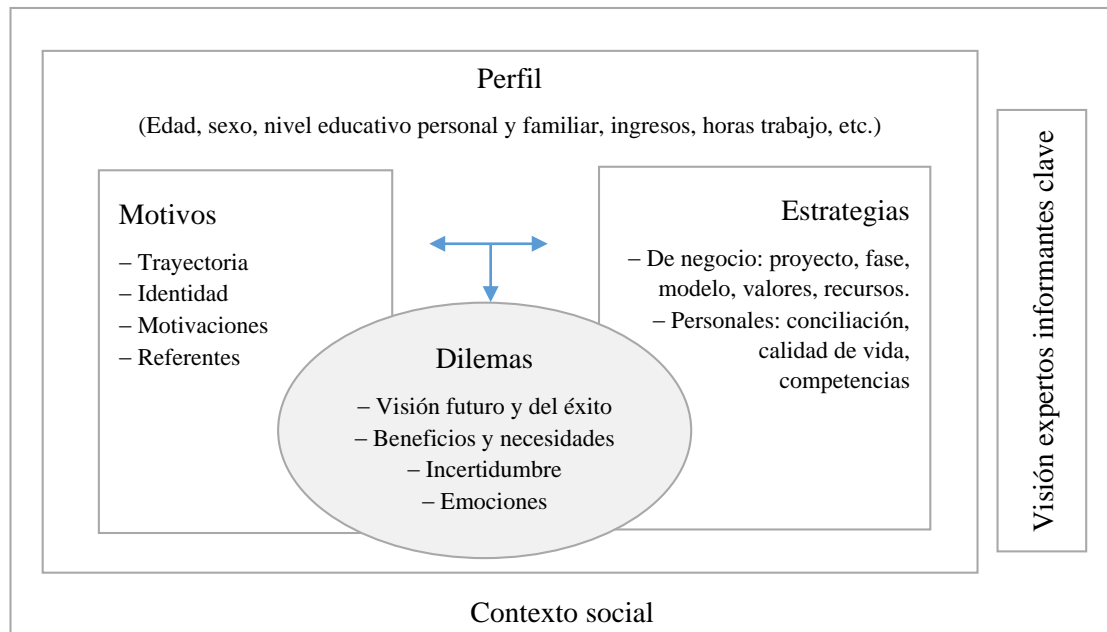 Perfil
(Edad, sexo, nivel educativo personal y familiar, ingresos, horas trabajo, etc.)
Motivos
– Trayectoria
– Identidad
– Motivaciones
– Referentes
Estrategias
– De negocio: proyecto, fase,
modelo, valores, recursos.
– Personales: conciliación,
calidad de vida,
competencias
Dilemas
– Visión futuro y del éxito
– Beneficios y necesidades
– Incertidumbre
– Emociones
Visión expertos informantes clave
Contexto social